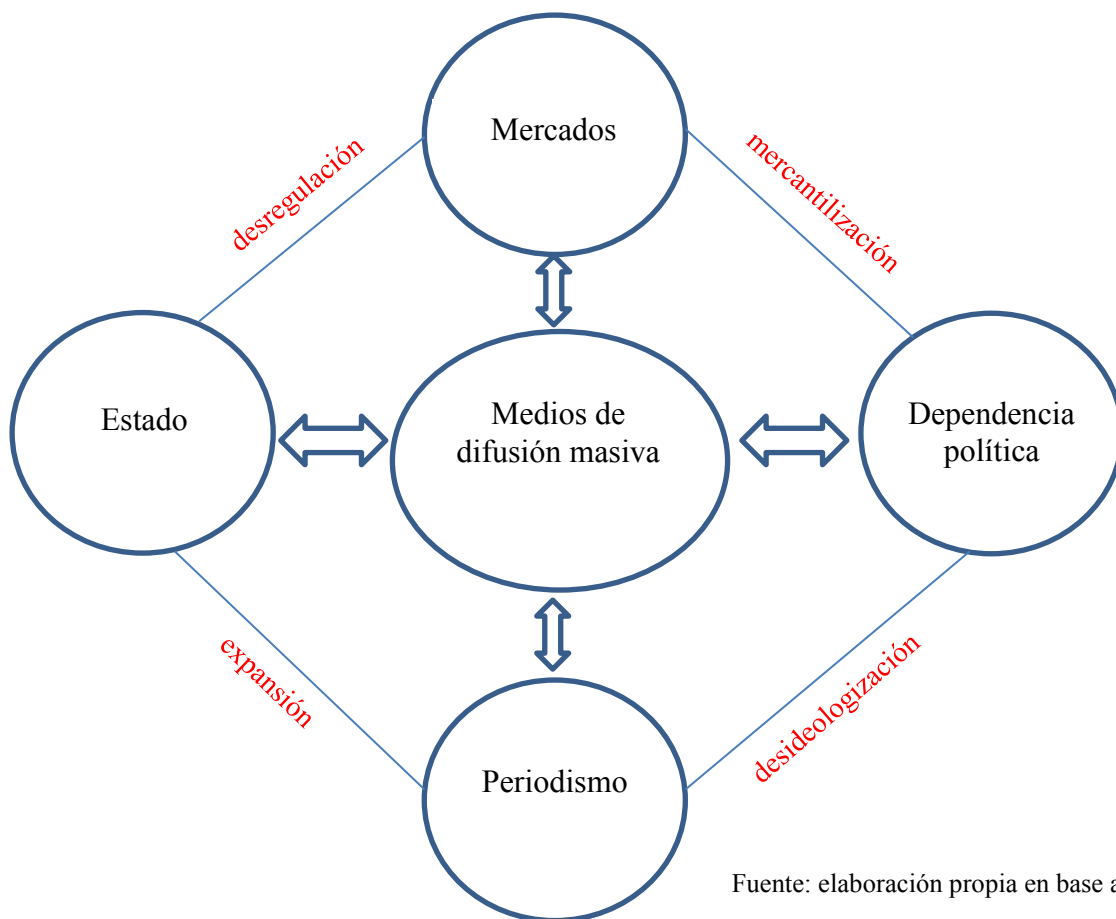 Mercados
desregulación
mercantilización
Estado
Medios de
difusión masiva
Dependencia
política
expansión
desideologización
Periodismo
Fuente: elaboración propia en base a